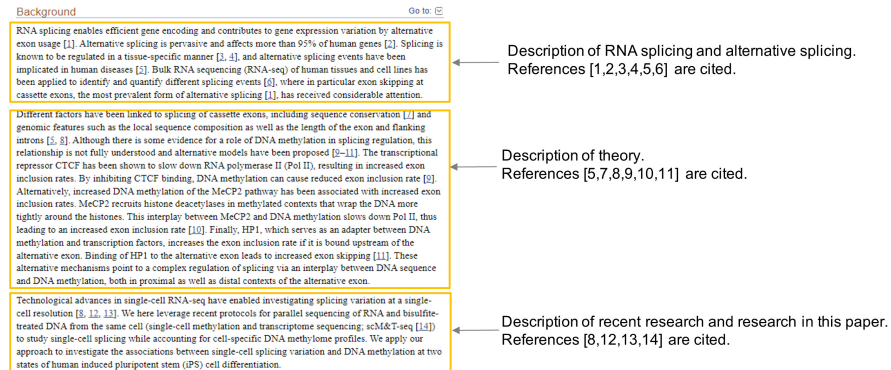 Background
Go to:
RNA splicing enables efficient gene encoding and contributes to gene expression variation by alternative
exon usage [1]. Alternative splicing is pervasive and affects more than 95% of human genes [2]. Splicing is
known to be regulated in a tissue-specific manner [3, 4], and alternative splicing events have been
implicated in human diseases [5]. Bulk RNA sequencing (RNA-seq) of human tissues and cell lines has
been applied to identify and quantify different splicing events [6], where in particular exon skipping at
cassette exons, the most prevalent form of alternative splicing [1], has received considerable attention.
Description of RNA splicing and alternative splicing.
References [1,2,3,4,5,6] are cited.
Different factors have been linked to splicing of cassette exons, including sequence conservation [7] and
genomic features such as the local sequence composition as well as the length of the exon and flanking
introns [5, 8]. Although there is some evidence for a role of DNA methylation in splicing regulation, this
relationship is not fully understood and alternative models have been proposed [9–11]. The transcriptional
repressor CTCF has been shown to slow down RNA polymerase II (Pol II), resulting in increased exon
inclusion rates. By inhibiting CTCF binding, DNA methylation can cause reduced exon inclusion rate [9].
Alternatively, increased DNA methylation of the MeCP2 pathway has been associated with increased exon
inclusion rates. MeCP2 recruits histone deacetylases in methylated contexts that wrap the DNA more
tightly around the histones. This interplay between MeCP2 and DNA methylation slows down Pol II, thus
leading to an increased exon inclusion rate [10]. Finally, HP1, which serves as an adapter between DNA
methylation and transcription factors, increases the exon inclusion rate if it is bound upstream of the
alternative exon. Binding of HP1 to the alternative exon leads to increased exon skipping [11]. These
alternative mechanisms point to a complex regulation of splicing via an interplay between DNA sequence
and DNA methylation, both in proximal as well as distal contexts of the alternative exon.
Description of theory.
References [5,7,8,9,10,11] are cited.
Technological advances in single-cell RNA-seq have enabled investigating splicing variation at a single-
cell resolution [8, 12, 13]. We here leverage recent protocols for parallel sequencing of RNA and bisulfite-
treated DNA from the same cell (single-cell methylation and transcriptome sequencing; scM&T-seq [14])
to study single-cell splicing while accounting for cell-specific DNA methylome profiles. We apply our
approach to investigate the associations between single-cell splicing variation and DNA methylation at two
states of human induced pluripotent stem (iPS) cell differentiation.
Description of recent research and research in this paper.
References [8,12,13,14] are cited.